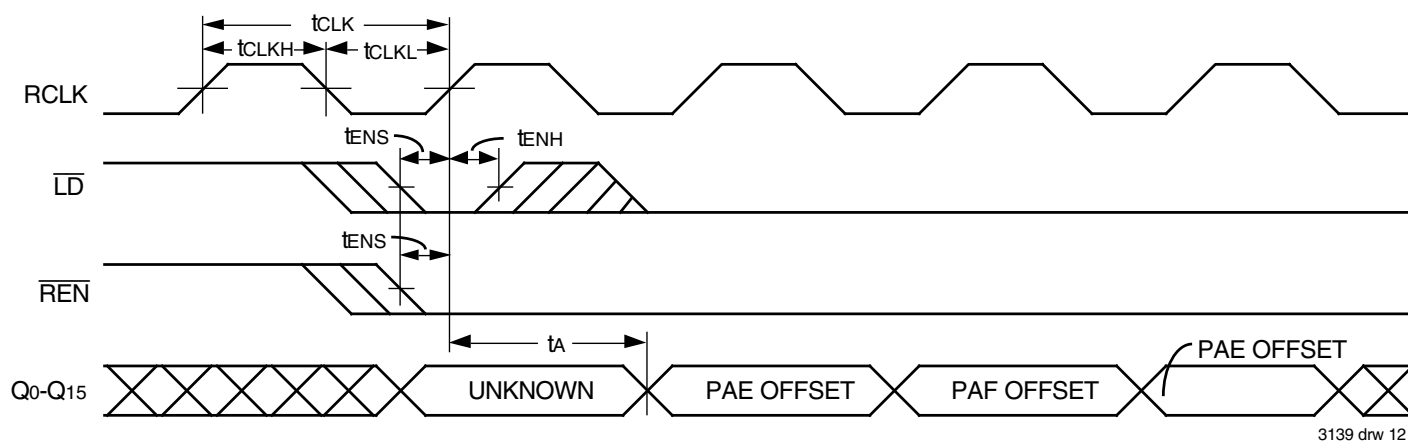 tCLK
tCLKH
tCLKL
RCLK
tENS
tENH
LD
tENS
REN
tA
PAE OFFSET
Q0-Q15
UNKNOWN
PAE OFFSET
PAF OFFSET
3139 drw 12